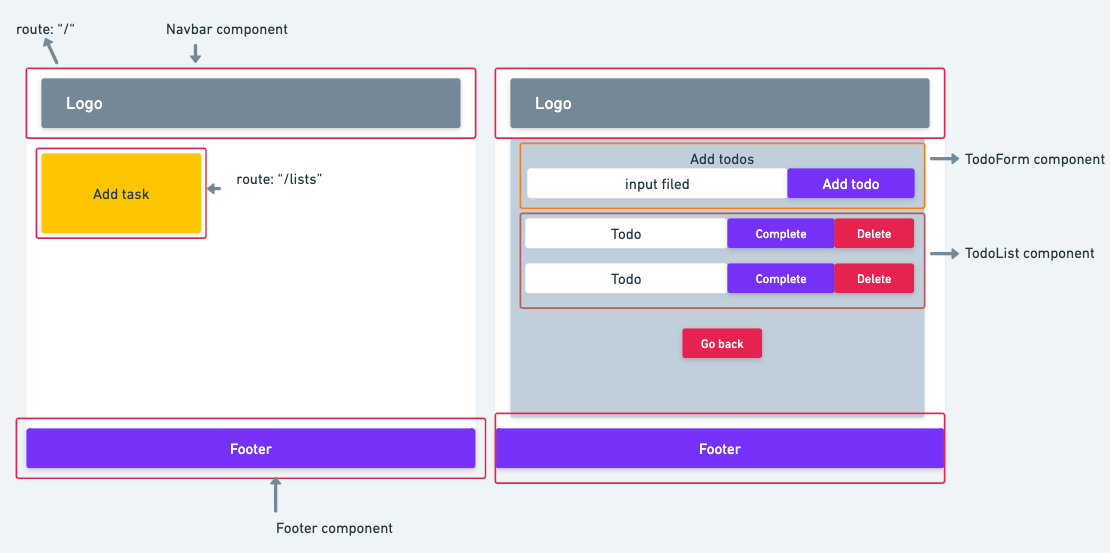 route: “/“
Navbar component
Logo
Add task
route: “/lists”
Footer
Footer component
Logo
Add todos
input filed
Add todo
TodoForm component
Todo
Complete
Delete
Todo
Complete
Delete
TodoList component
Go back
Footer